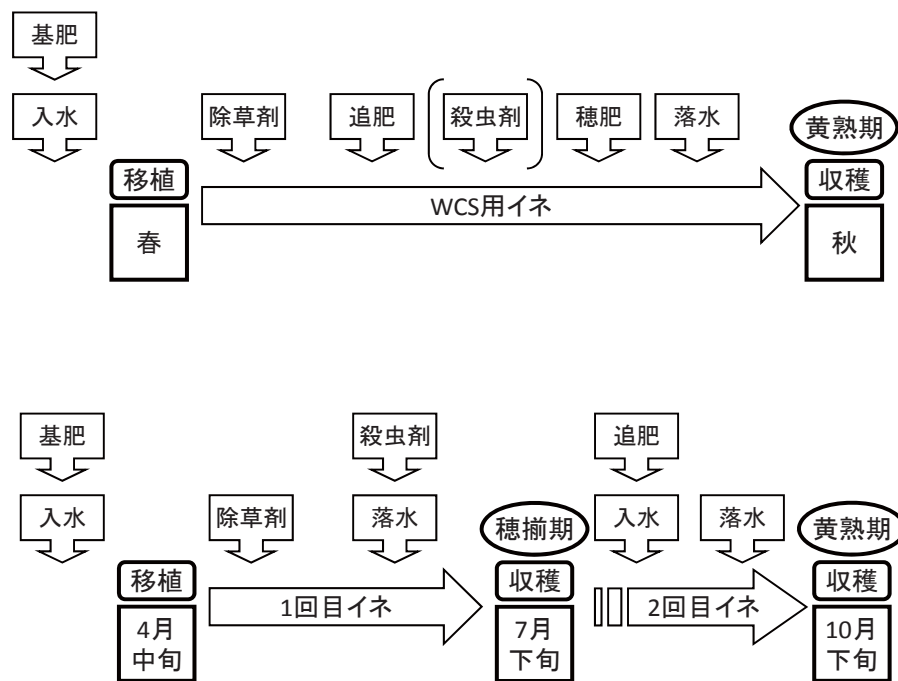 基肥
入水
除草剤
追肥
殺虫剤
穂肥
落水
黄熟期
移植
WCS用イネ
収穫
春
秋
基肥
殺虫剤
追肥
入水
除草剤
落水
穂揃期
入水
落水
黄熟期
移植
1回目イネ
収穫
2回目イネ
収穫
4月
中旬
7月
下旬
10月
下旬